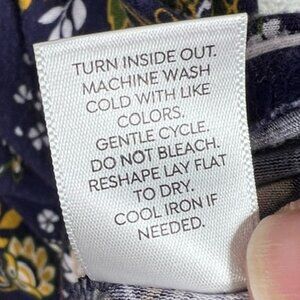 TURN INSIDE OUT.
MACHINE WASH
COLD WITH LIKE
COLORS.
GENTLE CYCLE.
DO NOT BLEACH.
RESHAPE LAY FLAT
TO DRY.
COOL IRON IF
NEEDED.